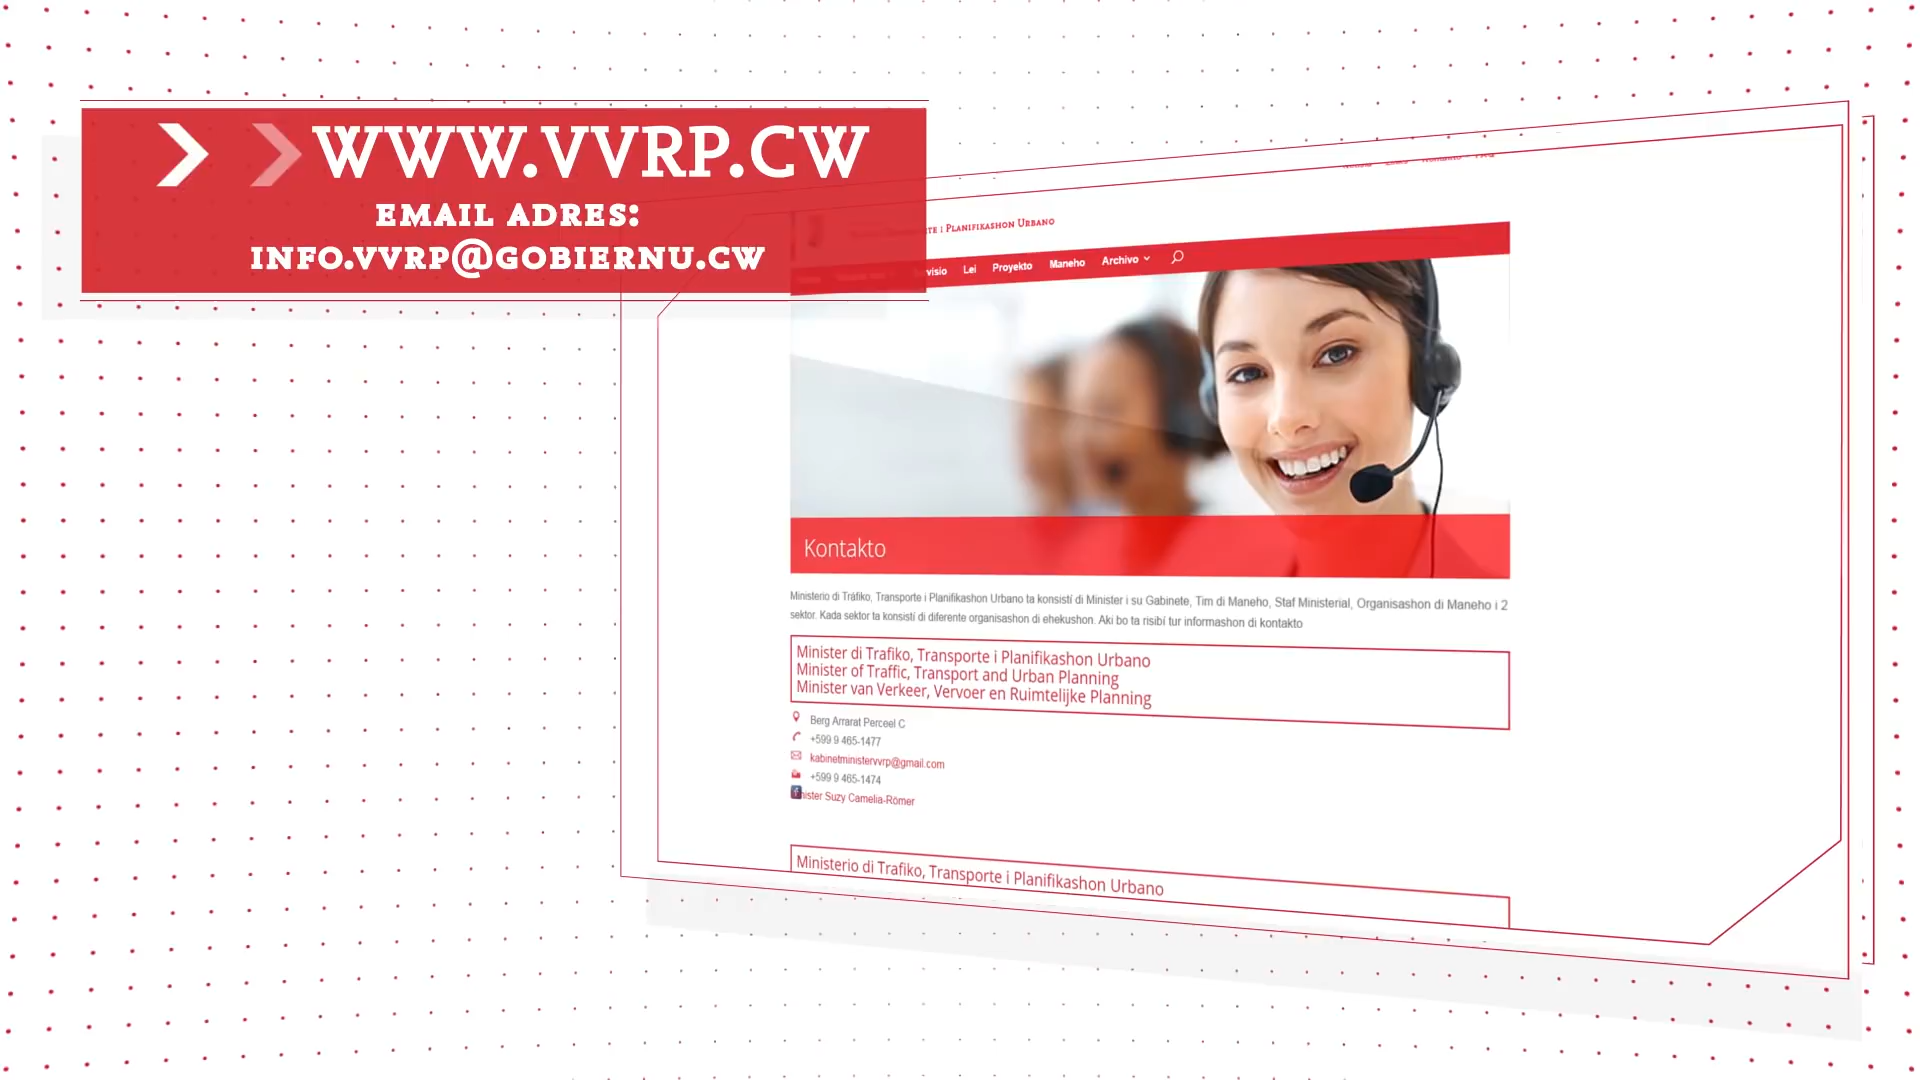 WWW.VVRP.CW
EMAIL ADRES:
INFO.VVRP@GOBIERNU.CW
i Planifikashon Urbano
Lei Proyekto Maneho Archivo
Kontakto
Ministerio di Tráfiko, Transporte i Planifikashon Urbano ta konsistí di Minister i su Gabinete, Tim di Maneho, Staf Ministerial, Organisashon di Maneho i 2
sektor. Kada sektor ta konsistí di diferente organisashon di ehekushon. Aki bo ta risibí tur informashon di kontakto
Minister di Trafiko, Transporte i Planifikashon Urbano
Minister of Traffic, Transport and Urban Planning
Minister van Verkeer, Vervoer en Ruimtelijke Planning
Berg Arrarat Perceel C
+599 9 465-1477
kabinetministervvrp@gmail.com
+599 9 465-1474
Suzy Camelia-Römer
Ministerio di Trafiko, Transporte i Planifikashon Urbano